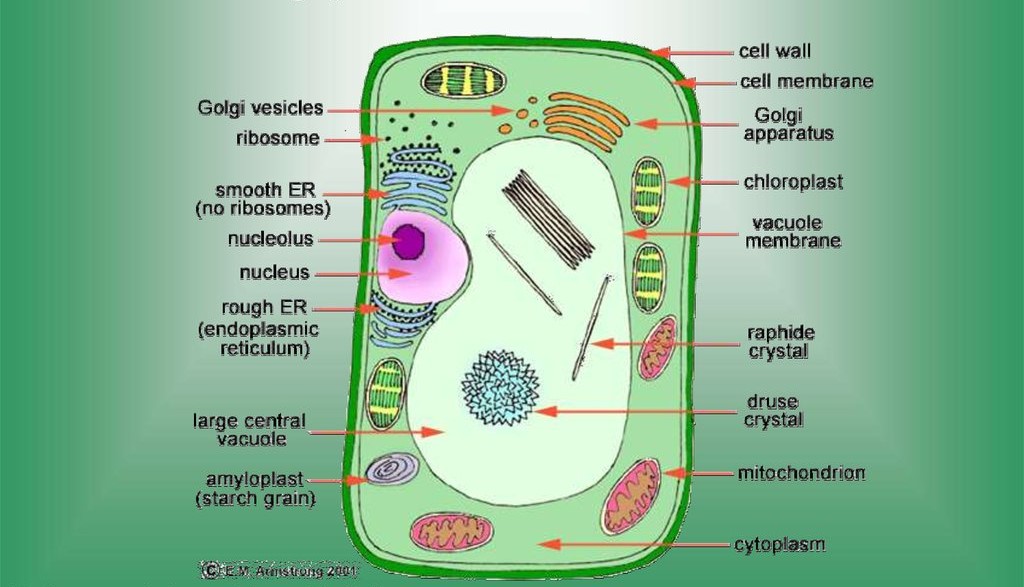 cell wall
cell membrane
Golgi vesicles
Golgi
apparatus
ribosome
chloroplast
smooth ER
(no ribosomes)
vacuole
membrane
nucleolus
nucleus
rough ER
(endoplasmic
reticulum)
raphide
crystal
druse
crystal
large central
vacuole
mitochondrion
amyloplast
(starch grain)
cytoplasm
© E.M. Armstrong 2001